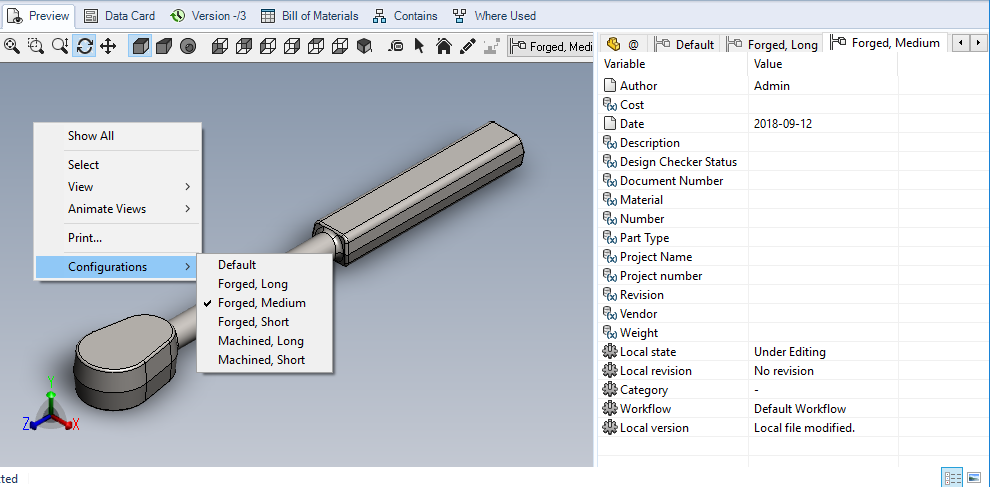 Preview Data Card Version -/3 Bill of Materials Contains Where Used
Forged, Medi
@ Default Forged, Long Forged, Medium
Variable Value
Author Admin
Cost
Date 2018-09-12
Description
Design Checker Status
Document Number
Material
Number
Part Type
Project Name
Project number
Revision
Vendor
Weight
Local state Under Editing
Local revision No revision
Category -
Workflow Default Workflow
Local version Local file modified.
Show All
Select
View
Animate Views
Print...
Configurations
Default
Forged, Long
Forged, Medium
Forged, Short
Machined, Long
Machined, Short
Y
Z X
ted